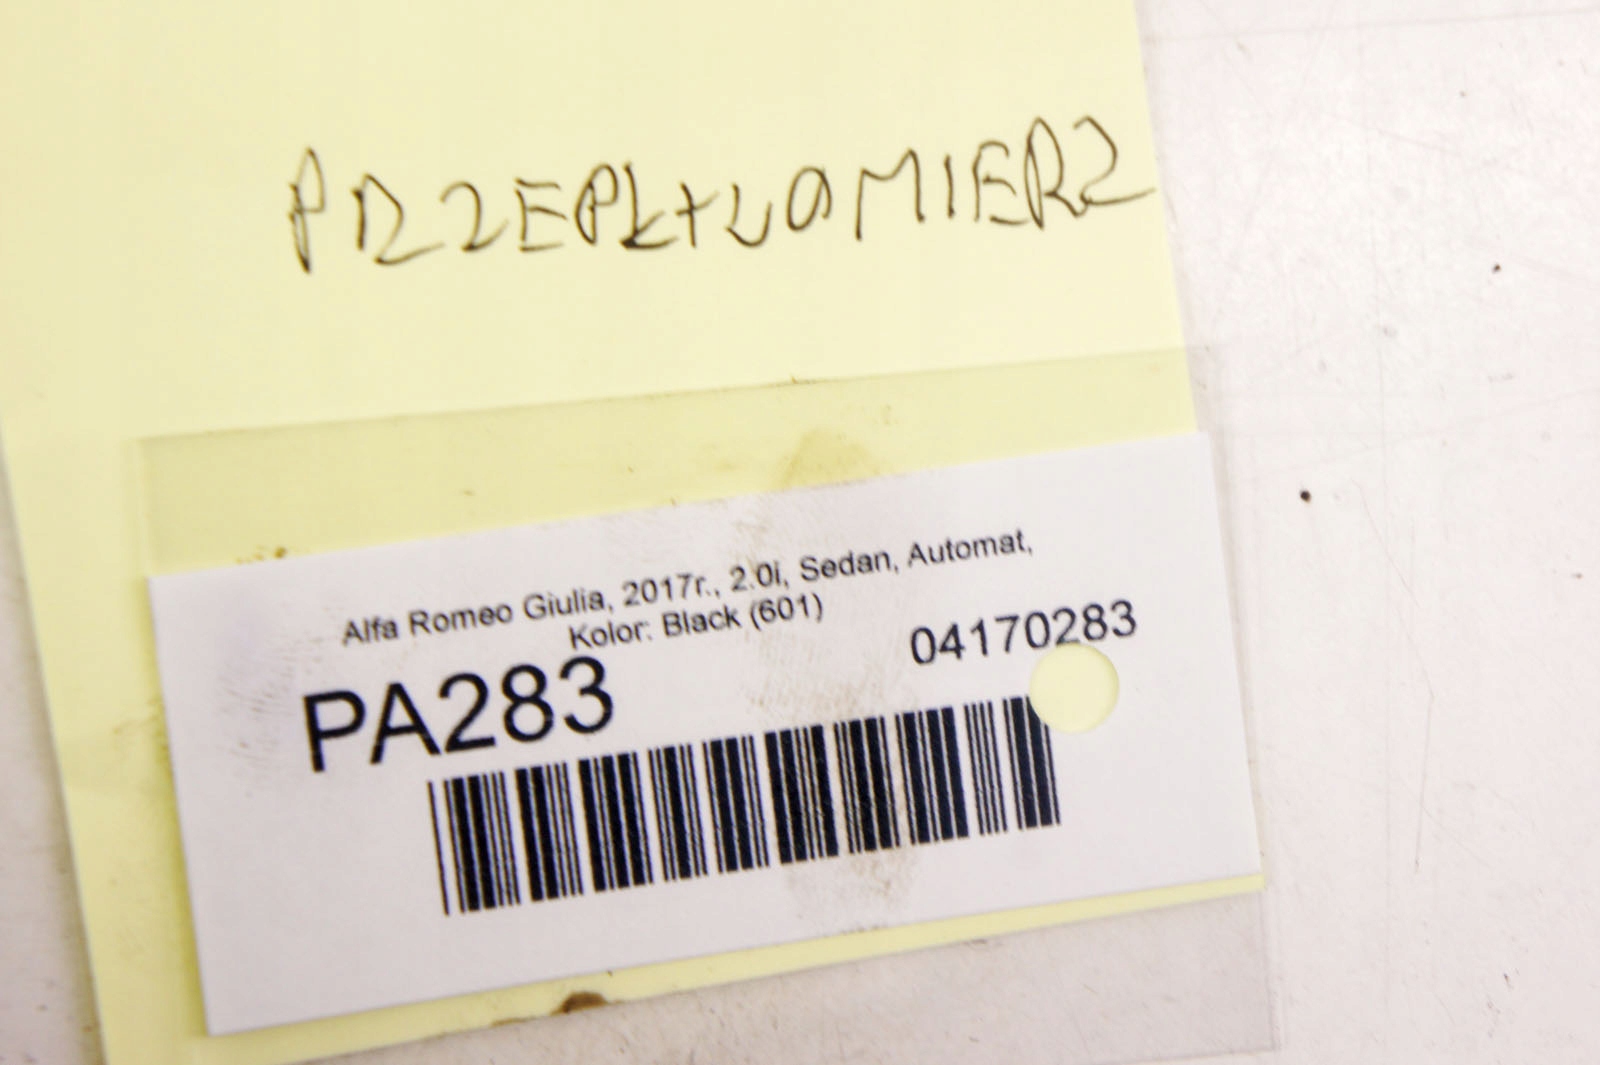 PRZEPŁYWOMIERZ
Alfa Romeo Giulia, 2017r., 2.0i, Sedan, Automat,
Kolor: Black (601)
04170283
PA283